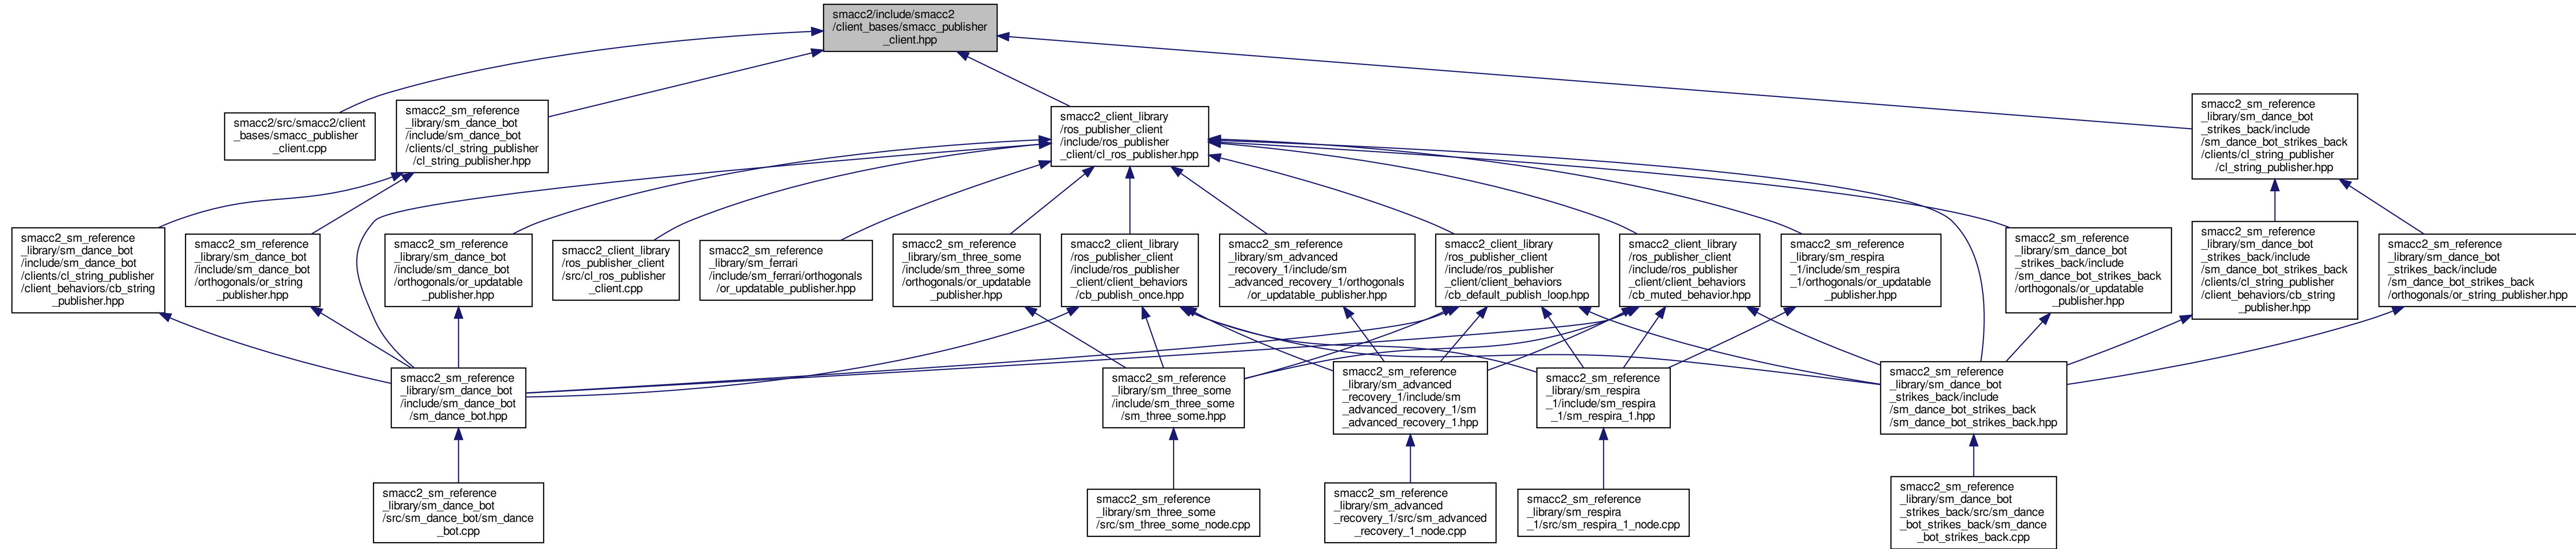 smacc2/include/smacc2
/client_bases/smacc_publisher
_client.hpp
smacc2/src/smacc2/client
_bases/smacc_publisher
_client.cpp
smacc2_sm_reference
_library/sm_dance_bot
/include/sm_dance_bot
/clients/cl_string_publisher
/cl_string_publisher.hpp
smacc2_client_library
/ros_publisher_client
/include/ros_publisher
_client/cl_ros_publisher.hpp
smacc2_sm_reference
_library/sm_dance_bot
_strikes_back/include
/sm_dance_bot_strikes_back
/clients/cl_string_publisher
/cl_string_publisher.hpp
smacc2_sm_reference
_library/sm_dance_bot
/include/sm_dance_bot
/clients/cl_string_publisher
/client_behaviors/cb_string
_publisher.hpp
smacc2_sm_reference
_library/sm_dance_bot
/include/sm_dance_bot
/orthogonals/or_string
_publisher.hpp
smacc2_sm_reference
_library/sm_dance_bot
/include/sm_dance_bot
/orthogonals/or_updatable
_publisher.hpp
smacc2_client_library
/ros_publisher_client
/src/cl_ros_publisher
_client.cpp
smacc2_sm_reference
_library/sm_ferrari
/include/sm_ferrari/orthogonals
/or_updatable_publisher.hpp
smacc2_sm_reference
_library/sm_three_some
/include/sm_three_some
/orthogonals/or_updatable
_publisher.hpp
smacc2_client_library
/ros_publisher_client
/include/ros_publisher
_client/client_behaviors
/cb_publish_once.hpp
smacc2_sm_reference
_library/sm_advanced
_recovery_1/include/sm
_advanced_recovery_1/orthogonals
/or_updatable_publisher.hpp
smacc2_client_library
/ros_publisher_client
/include/ros_publisher
_client/client_behaviors
/cb_default_publish_loop.hpp
smacc2_client_library
/ros_publisher_client
/include/ros_publisher
_client/client_behaviors
/cb_muted_behavior.hpp
smacc2_sm_reference
_library/sm_respira
_1/include/sm_respira
_1/orthogonals/or_updatable
_publisher.hpp
smacc2_sm_reference
_library/sm_dance_bot
_strikes_back/include
/sm_dance_bot_strikes_back
/orthogonals/or_updatable
_publisher.hpp
smacc2_sm_reference
_library/sm_dance_bot
_strikes_back/include
/sm_dance_bot_strikes_back
/clients/cl_string_publisher
/client_behaviors/cb_string
_publisher.hpp
smacc2_sm_reference
_library/sm_dance_bot
_strikes_back/include
/sm_dance_bot_strikes_back
/orthogonals/or_string_publisher.hpp
smacc2_sm_reference
_library/sm_dance_bot
/include/sm_dance_bot
/sm_dance_bot.hpp
smacc2_sm_reference
_library/sm_three_some
/include/sm_three_some
/sm_three_some.hpp
smacc2_sm_reference
_library/sm_advanced
_recovery_1/include/sm
_advanced_recovery_1/sm
_advanced_recovery_1.hpp
smacc2_sm_reference
_library/sm_respira
_1/include/sm_respira
_1/sm_respira_1.hpp
smacc2_sm_reference
_library/sm_dance_bot
_strikes_back/include
/sm_dance_bot_strikes_back
/sm_dance_bot_strikes_back.hpp
smacc2_sm_reference
_library/sm_dance_bot
/src/sm_dance_bot/sm_dance
_bot.cpp
smacc2_sm_reference
_library/sm_three_some
/src/sm_three_some_node.cpp
smacc2_sm_reference
_library/sm_advanced
_recovery_1/src/sm_advanced
_recovery_1_node.cpp
smacc2_sm_reference
_library/sm_respira
_1/src/sm_respira_1_node.cpp
smacc2_sm_reference
_library/sm_dance_bot
_strikes_back/src/sm_dance
_bot_strikes_back/sm_dance
_bot_strikes_back.cpp